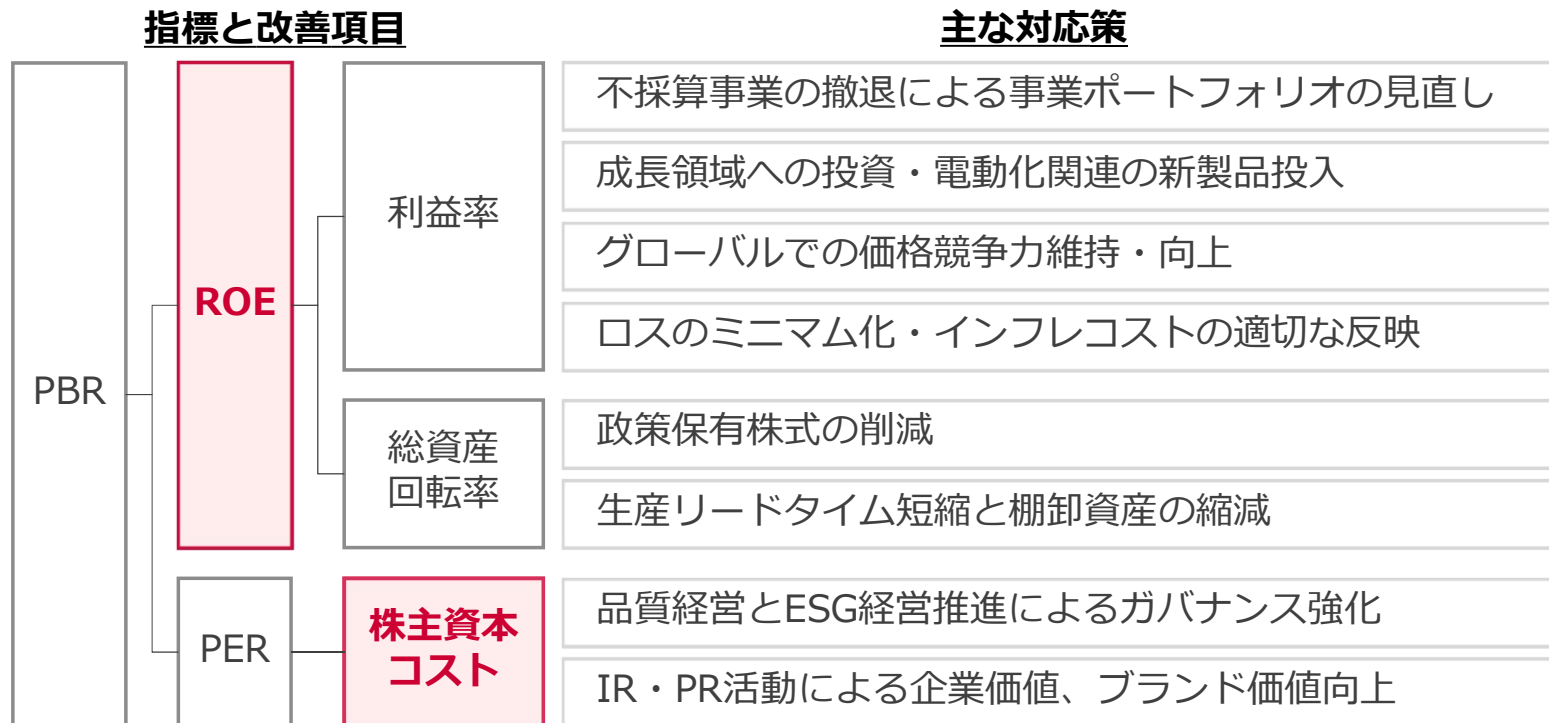 指標と改善項目
主な対応策
PBR
ROE
利益率
不採算事業の撤退による事業ポートフォリオの見直し
成長領域への投資・電動化関連の新製品投入
グローバルでの価格競争力維持・向上
ロスのミニマム化・インフレコストの適切な反映
総資産
回転率
政策保有株式の削減
生産リードタイム短縮と棚卸資産の縮減
PER
株主資本
コスト
品質経営とESG経営推進によるガバナンス強化
IR・PR活動による企業価値、ブランド価値向上